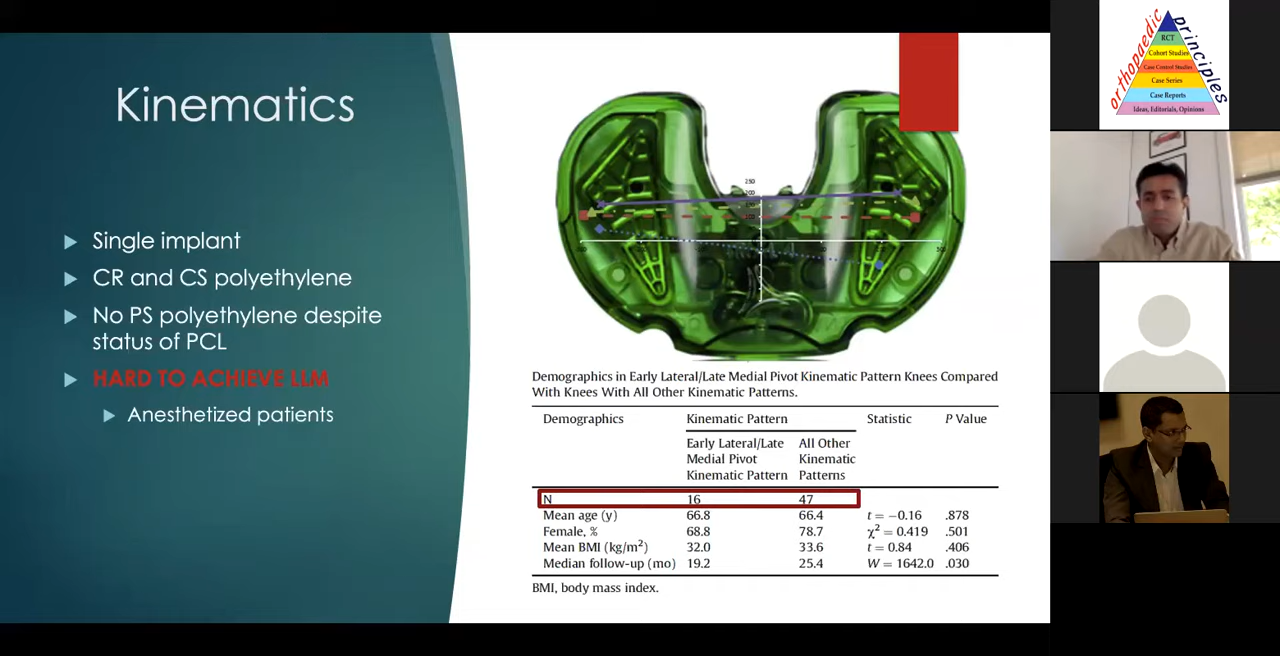 Kinematics
Single implant
CR and CS polyethylene
No PS polyethylene despite
status of PCL
HARD TO ACHIEVE LLM
Anesthetized patients
250
200
150
100
Demographics in Early Lateral/Late Medial Pivot Kinematic Pattern Knees Compared
With Knees With All Other Kinematic Patterns.
Demographics Kinematic Pattern Statistic P Value
Early Lateral/Late All Other
Medial Pivot Kinematic
Kinematic Pattern Patterns
N 16 47
Mean age (y) 66.8 66.4 t = −0.16 .878
Female, % 68.8 78.7 χ² = 0.419 .501
Mean BMI (kg/m²) 32.0 33.6 t = 0.84 .406
Median follow-up (mo) 19.2 25.4 W = 1642.0 .030
BMI, body mass index.
orthopaedic principles
RCT
Cohort Studies
Case Control Studies
Case Series
Case Reports
Ideas, Editorials, Opinions